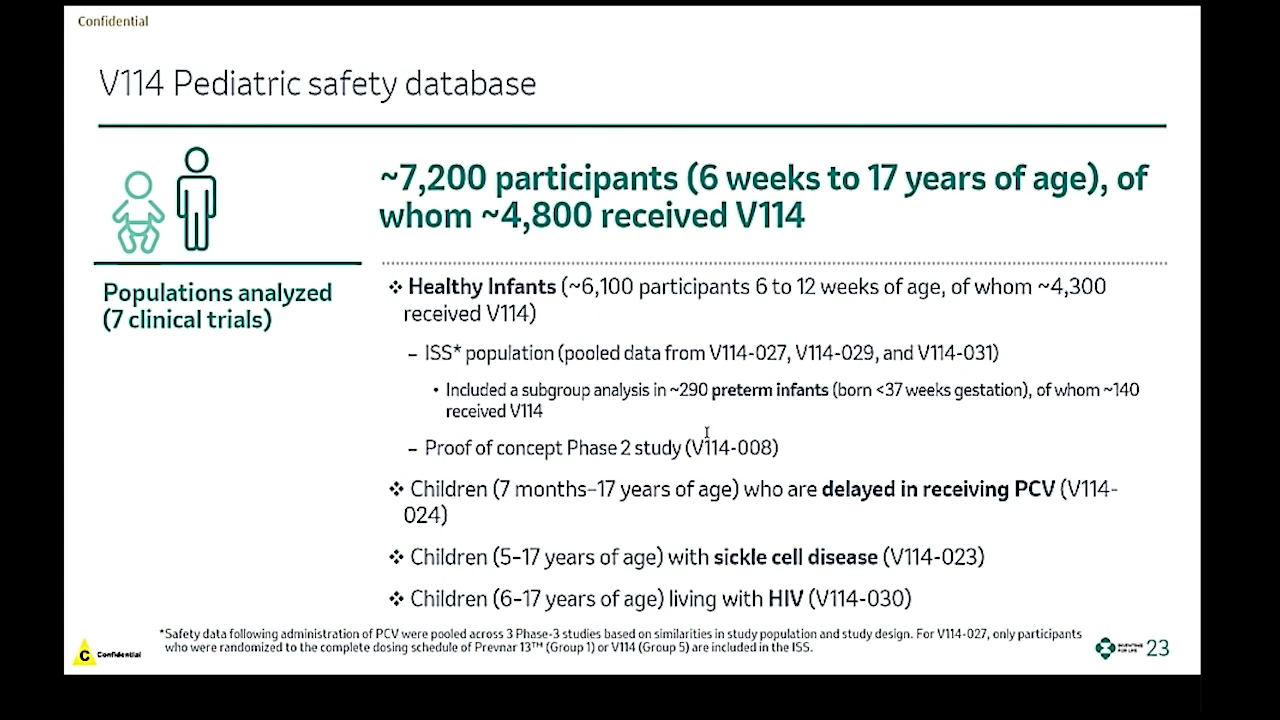 Confidential
V114 Pediatric safety database
~7,200 participants (6 weeks to 17 years of age), of
whom ~4,800 received V114
Populations analyzed
(7 clinical trials)
❖ Healthy Infants (~6,100 participants 6 to 12 weeks of age, of whom ~4,300
received V114)
– ISS* population (pooled data from V114-027, V114-029, and V114-031)
• Included a subgroup analysis in ~290 preterm infants (born <37 weeks gestation), of whom ~140
received V114
– Proof of concept Phase 2 study (V114-008)
❖ Children (7 months–17 years of age) who are delayed in receiving PCV (V114-
024)
❖ Children (5–17 years of age) with sickle cell disease (V114-023)
❖ Children (6–17 years of age) living with HIV (V114-030)
*Safety data following administration of PCV were pooled across 3 Phase-3 studies based on similarities in study population and study design. For V114-027, only participants
who were randomized to the complete dosing schedule of Prevnar 13™ (Group 1) or V114 (Group 5) are included in the ISS.
C Confidential
INVENTING
FOR LIFE
23